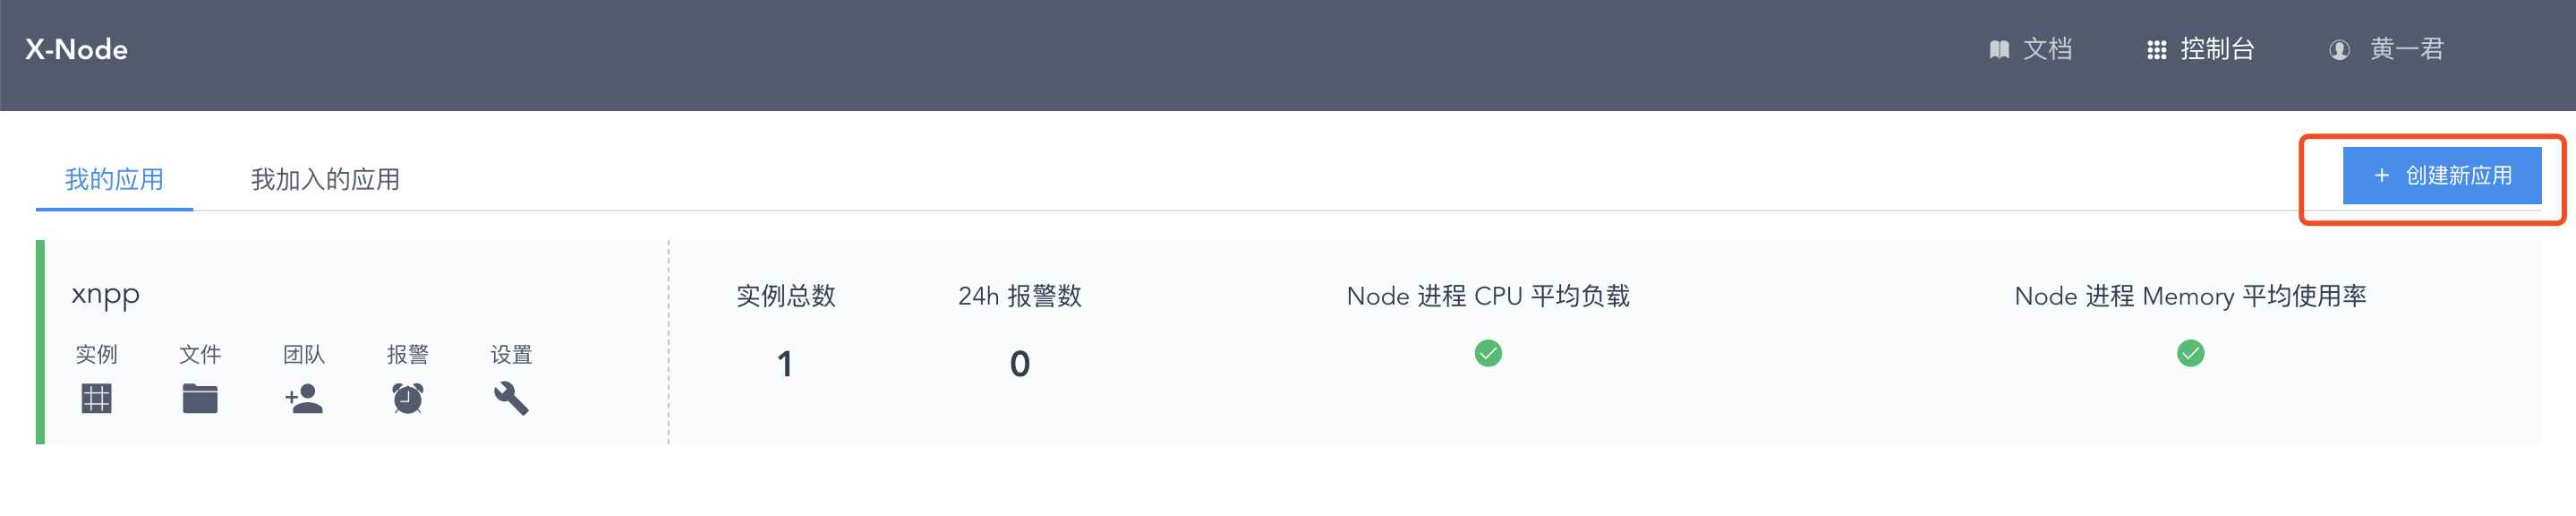 X-Node 文档 控制台 黄一君
我的应用 我加入的应用 + 创建新应用
xnpp 实例总数 24h 报警数 Node 进程 CPU 平均负载 Node 进程 Memory 平均使用率
实例 文件 团队 报警 设置 1 0